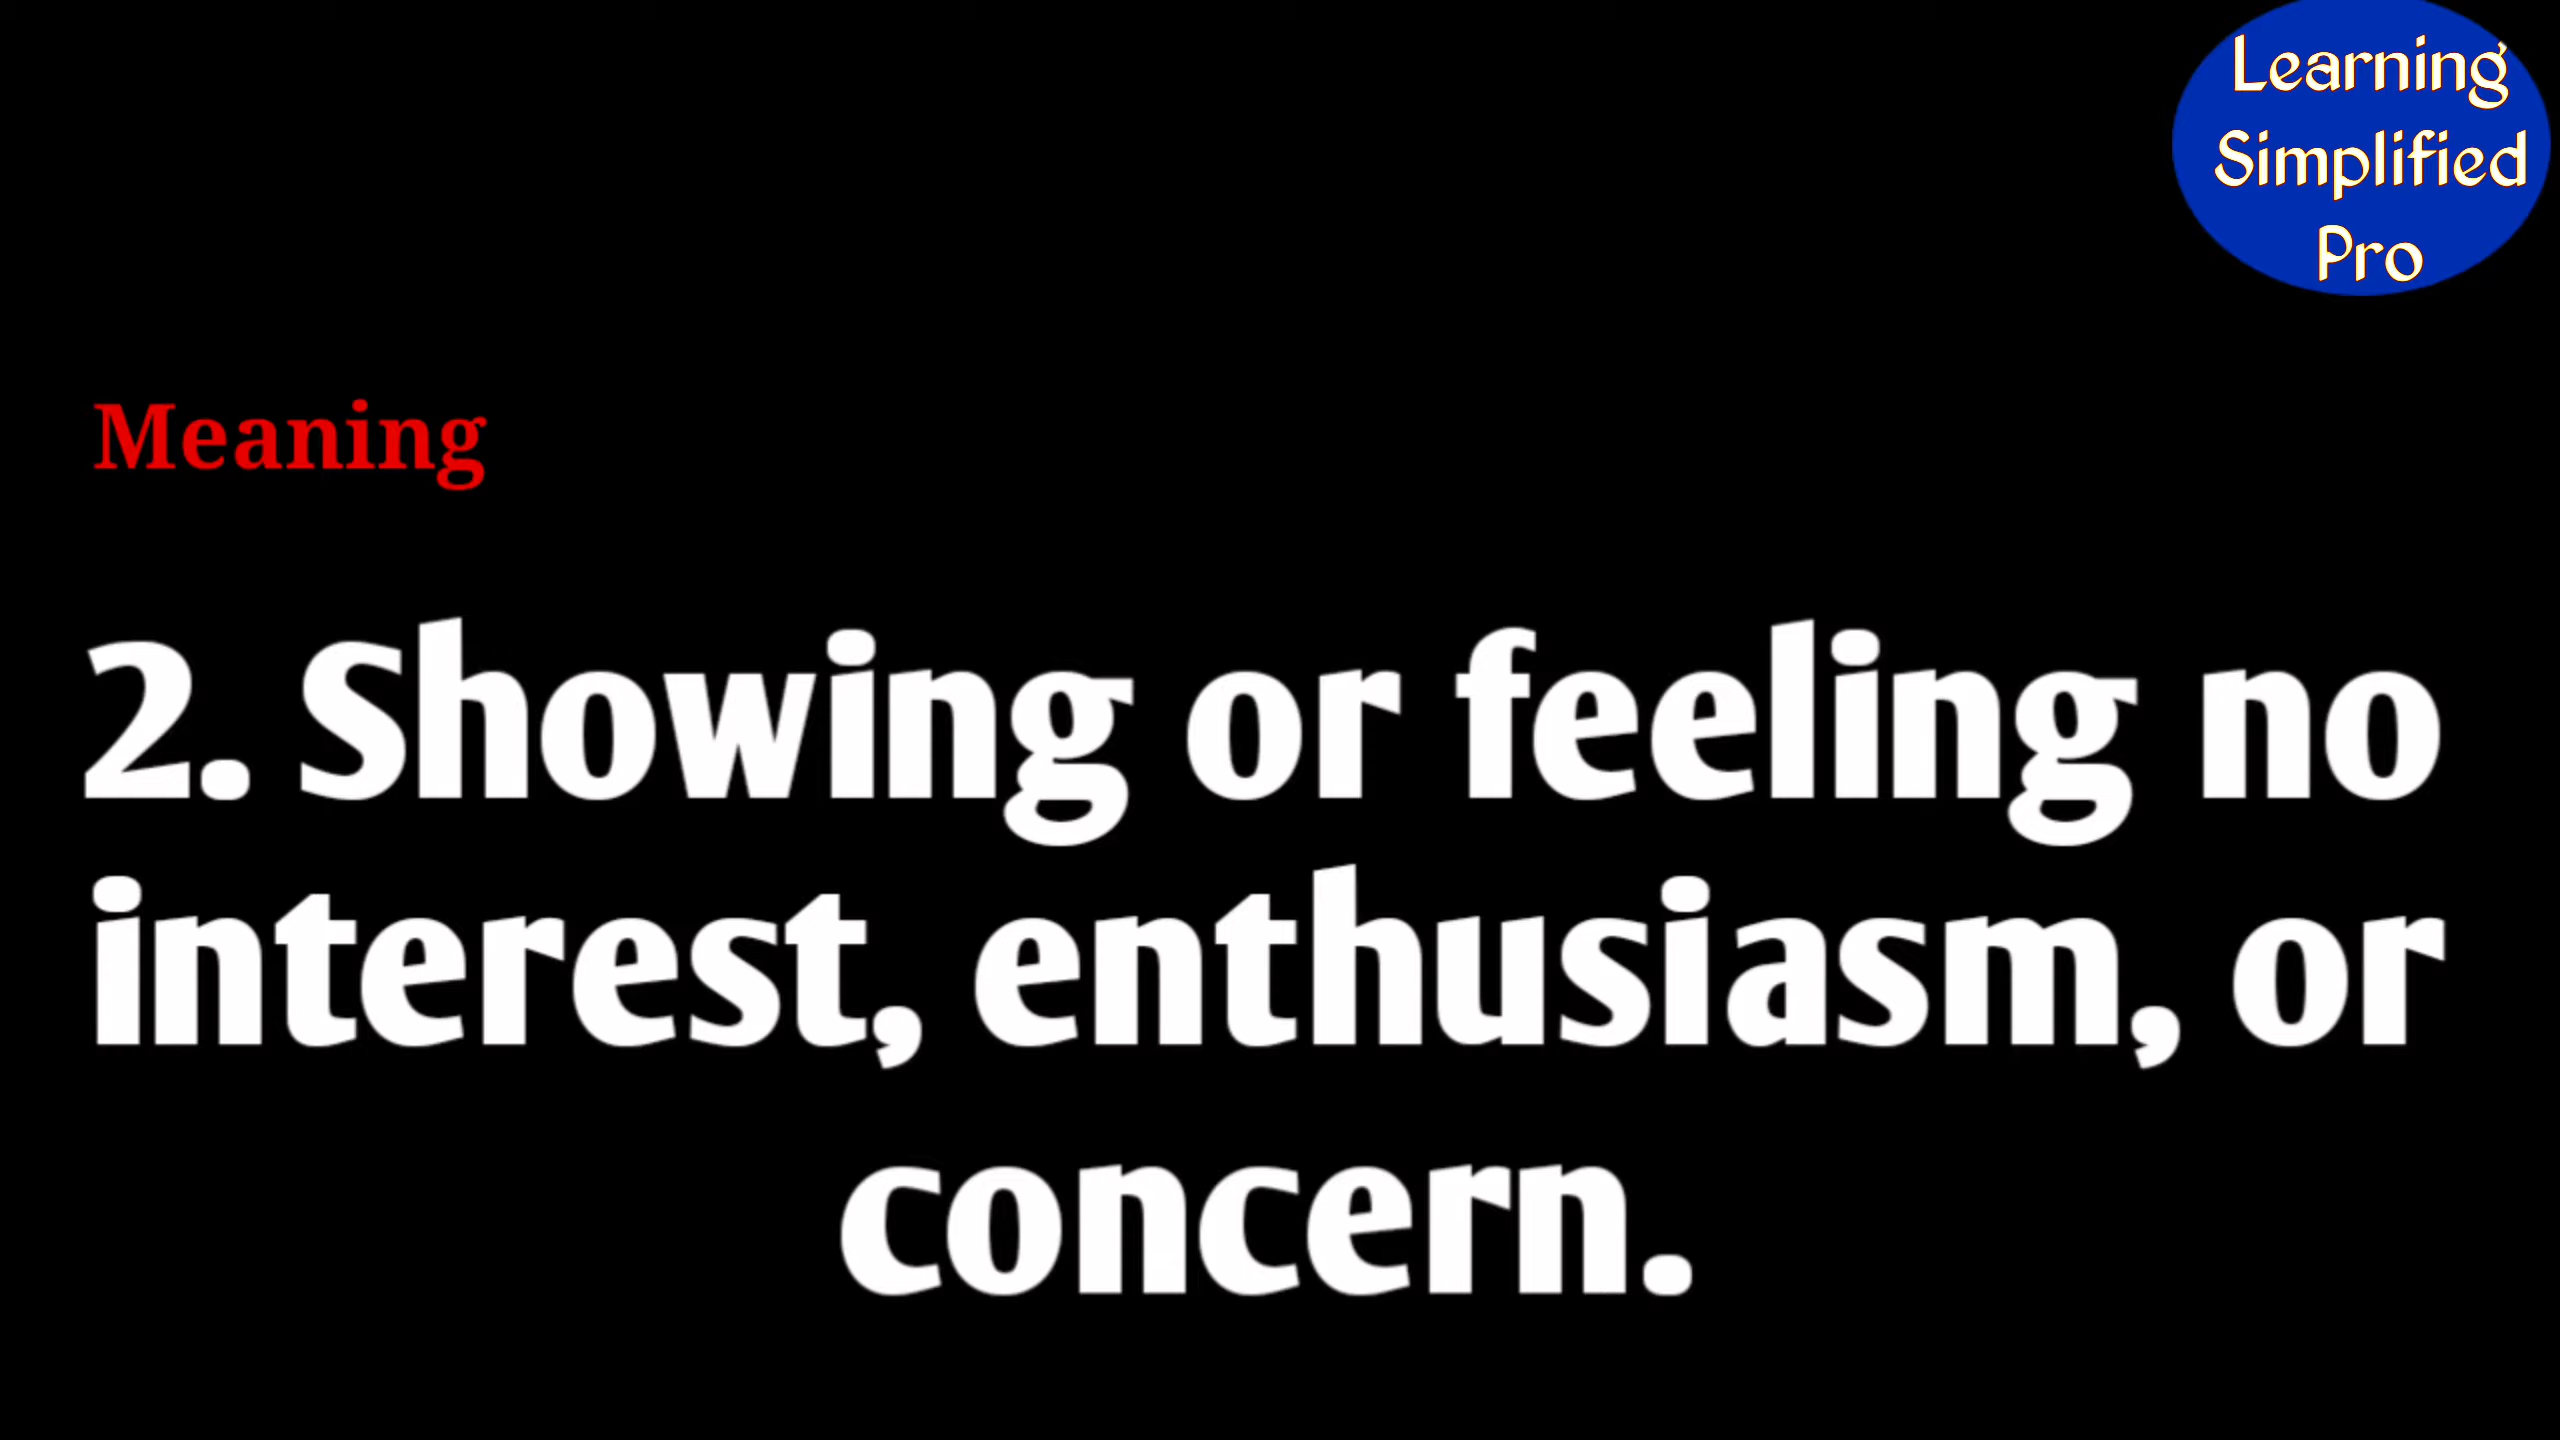 Learning
Simplified
Pro
Meaning
2. Showing or feeling no
interest, enthusiasm, or
concern.